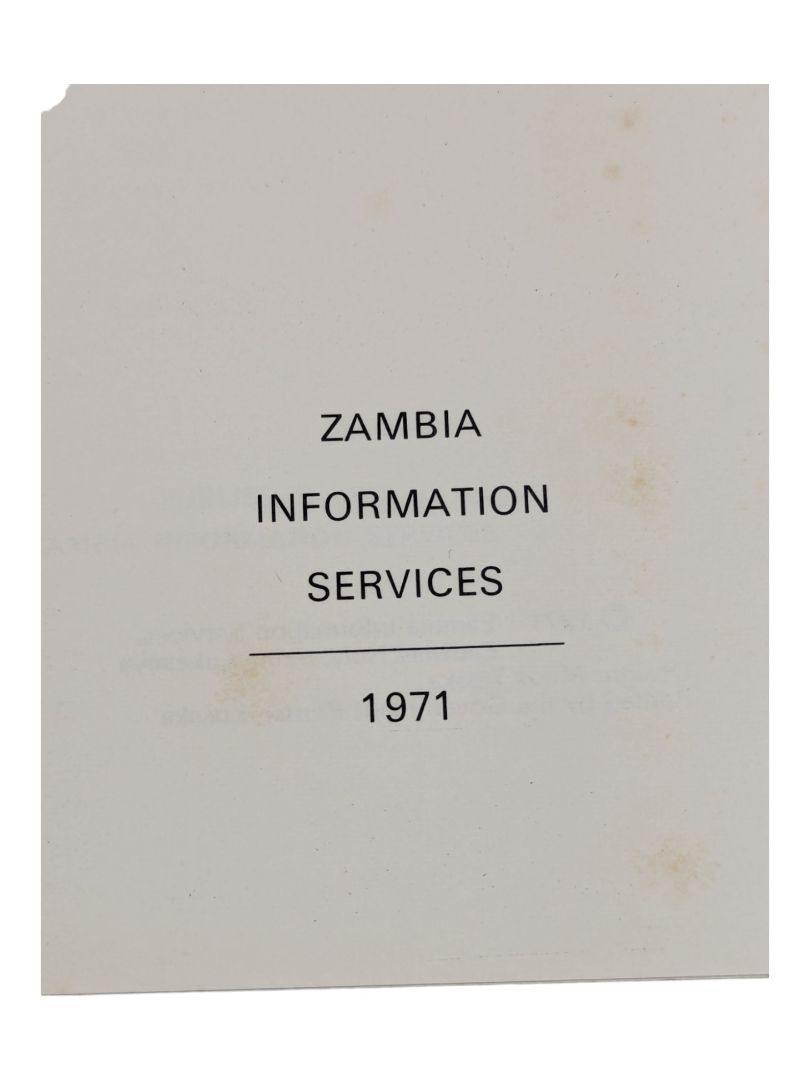 ZAMBIA
INFORMATION
SERVICES
1971